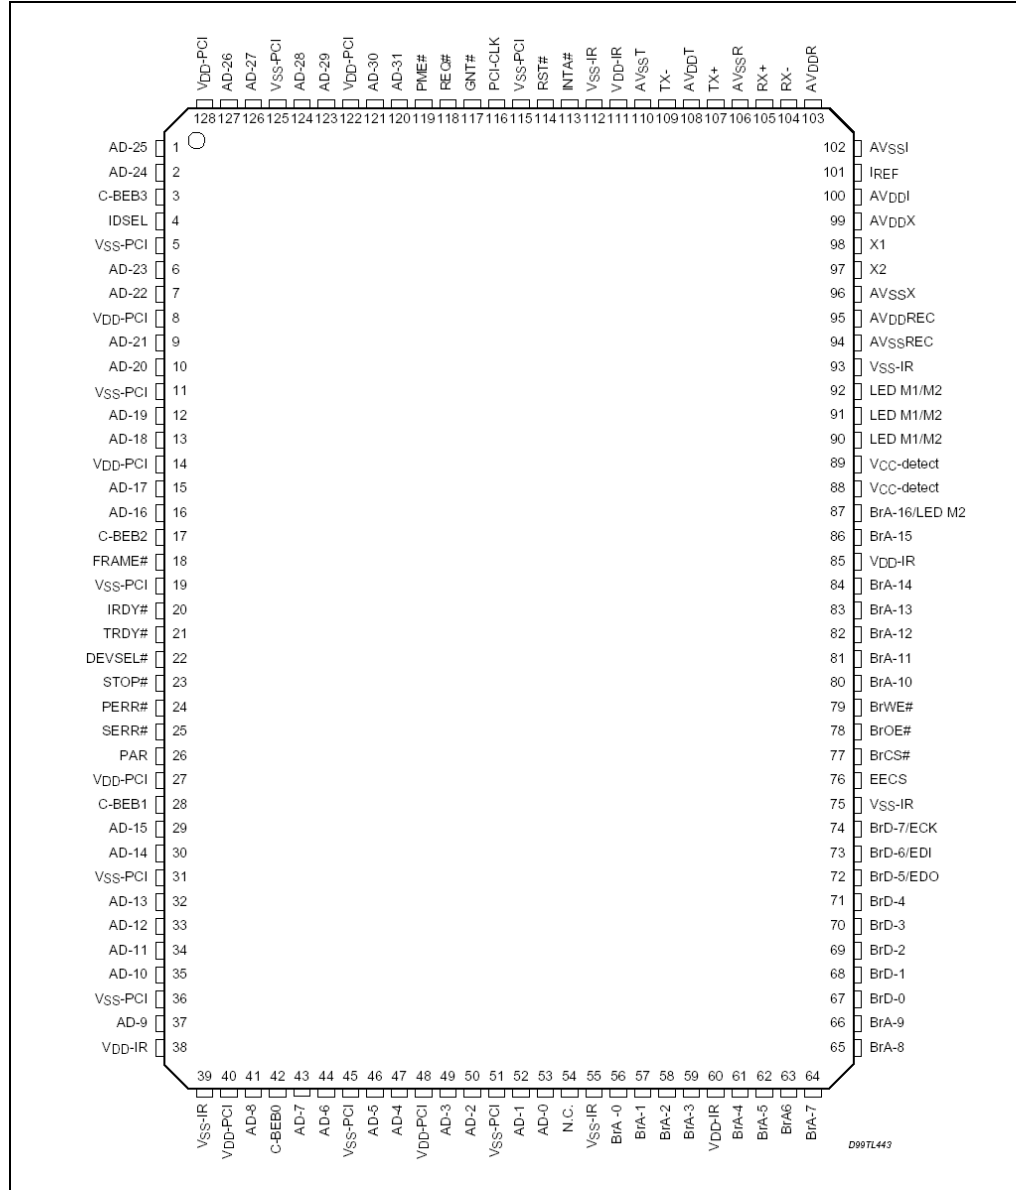 VDD-PCI
AD-26
AD-27
VSS-PCI
AD-28
AD-29
VDD-PCI
AD-30
AD-31
PME#
REQ#
GNT#
PCI-CLK
VSS-PCI
RST#
INTA#
VSS-IR
VDD-IR
AVSST
TX-
AVDDT
TX+
AVSSR
RX+
RX-
AVDDR
128 127 126 125 124 123 122 121 120 119 118 117 116 115 114 113 112 111 110 109 108 107 106 105 104 103
AD-25 1 102 AVSSI
AD-24 2 101 IREF
C-BEB3 3 100 AVDDI
IDSEL 4 99 AVDDX
VSS-PCI 5 98 X1
AD-23 6 97 X2
AD-22 7 96 AVSSX
VDD-PCI 8 95 AVDDREC
AD-21 9 94 AVSSREC
AD-20 10 93 VSS-IR
VSS-PCI 11 92 LED M1/M2
AD-19 12 91 LED M1/M2
AD-18 13 90 LED M1/M2
VDD-PCI 14 89 VCC-detect
AD-17 15 88 VCC-detect
AD-16 16 87 BrA-16/LED M2
C-BEB2 17 86 BrA-15
FRAME# 18 85 VDD-IR
VSS-PCI 19 84 BrA-14
IRDY# 20 83 BrA-13
TRDY# 21 82 BrA-12
DEVSEL# 22 81 BrA-11
STOP# 23 80 BrA-10
PERR# 24 79 BrWE#
SERR# 25 78 BrOE#
PAR 26 77 BrCS#
VDD-PCI 27 76 EECS
C-BEB1 28 75 VSS-IR
AD-15 29 74 BrD-7/ECK
AD-14 30 73 BrD-6/EDI
VSS-PCI 31 72 BrD-5/EDO
AD-13 32 71 BrD-4
AD-12 33 70 BrD-3
AD-11 34 69 BrD-2
AD-10 35 68 BrD-1
VSS-PCI 36 67 BrD-0
AD-9 37 66 BrA-9
VDD-IR 38 65 BrA-8
39 40 41 42 43 44 45 46 47 48 49 50 51 52 53 54 55 56 57 58 59 60 61 62 63 64
VSS-IR
VDD-PCI
AD-8
C-BEB0
AD-7
AD-6
VSS-PCI
AD-5
AD-4
VDD-PCI
AD-3
AD-2
VSS-PCI
AD-1
AD-0
N.C.
VSS-IR
BrA -0
BrA-1
BrA-2
BrA-3
VDD-IR
BrA-4
BrA-5
BrA6
BrA-7
D99TL443